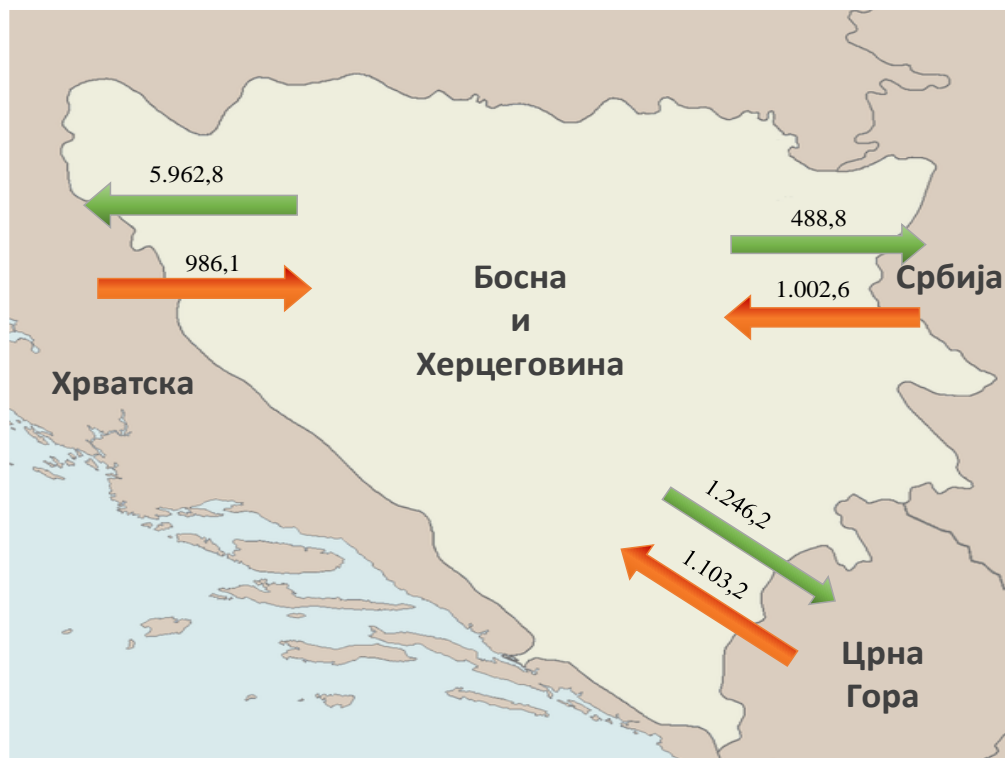 5.962,8
488,8
986,1
Босна
и
Херцеговина
Србија
1.002,6
Хрватска
1.246,2
1.103,2
Црна
Гора